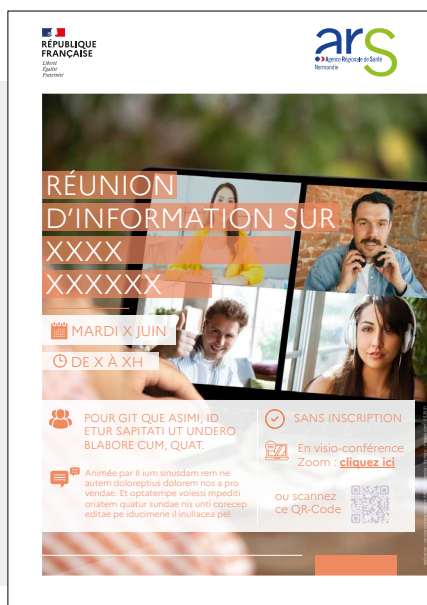 RÉPUBLIQUE
FRANÇAISE
Liberté
Égalité
Fraternité
ars
Agence Régionale de Santé
Normandie
RÉUNION
D'INFORMATION SUR
XXXX
XXXXXX
MARDI X JUIN
DE X À XH
POUR GIT QUE ASIMI, ID
ETUR SAPITATI UT UNDERO
BLABORE CUM, QUAT.
Animée par Il ium sinusdam rem ne
autem doloreptius dolorem nos a pro
vendae. Et optatempe volessi mpediti
oriatem quatur sundae nis unti corecep
editae pe iducimene il inullacea pel.
SANS INSCRIPTION
En visio-conférence
Zoom : cliquez ici
ou scannez
ce QR-Code